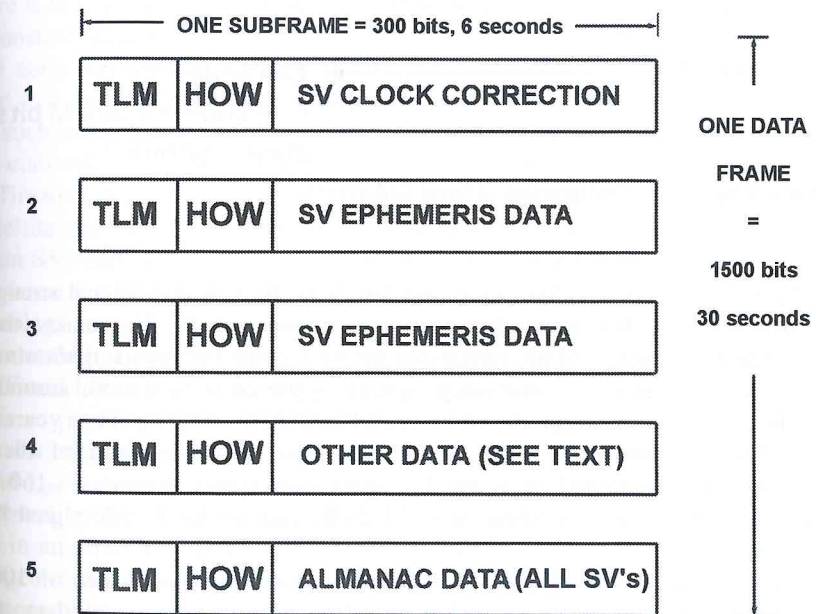 ONE SUBFRAME = 300 bits, 6 seconds
1 TLM HOW SV CLOCK CORRECTION
2 TLM HOW SV EPHEMERIS DATA
3 TLM HOW SV EPHEMERIS DATA
4 TLM HOW OTHER DATA (SEE TEXT)
5 TLM HOW ALMANAC DATA (ALL SV's)
ONE DATA
FRAME
=
1500 bits
30 seconds